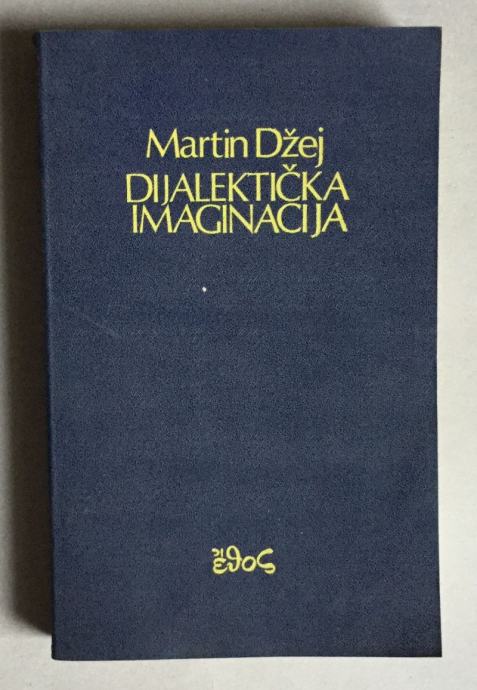 Martin Džej
DIJALEKTIČKA
IMAGINACIJA
ἔθος